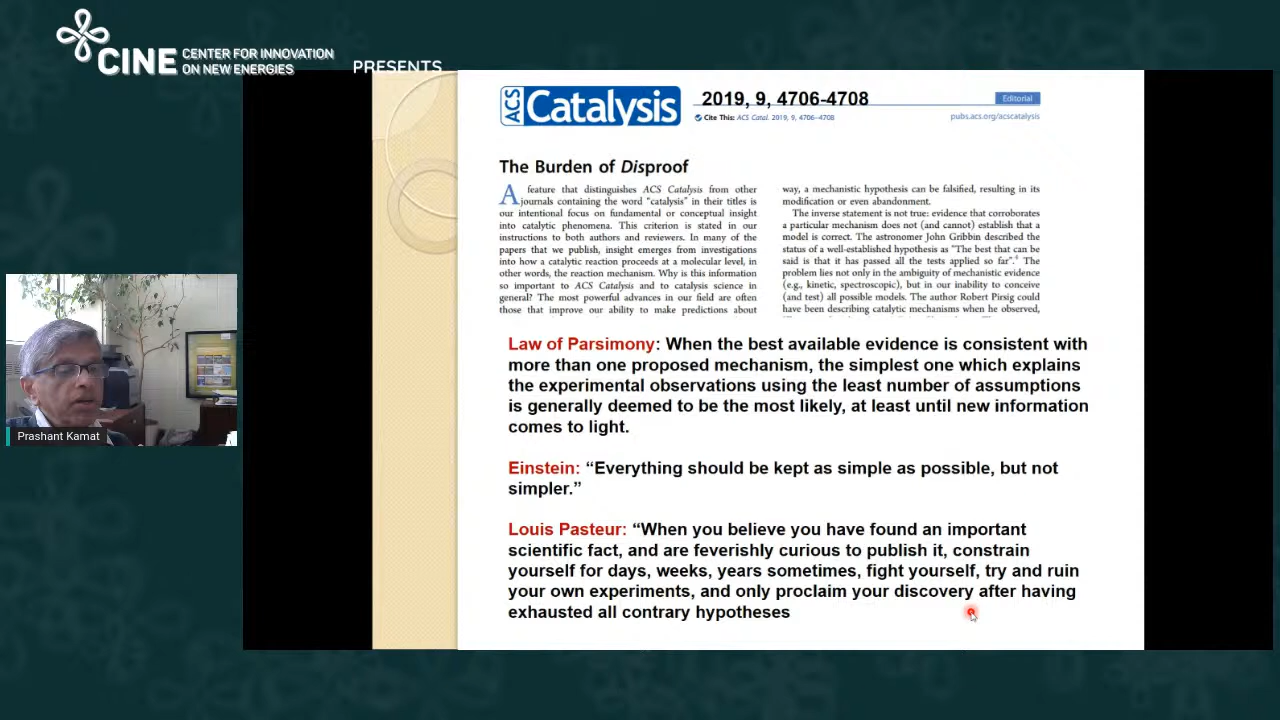 CINE CENTER FOR INNOVATION
ON NEW ENERGIES
PRESENTS
ACS Catalysis
2019, 9, 4706-4708
Editorial
Cite This: ACS Catal. 2019, 9, 4706−4708
pubs.acs.org/acscatalysis
The Burden of Disproof
A feature that distinguishes ACS Catalysis from other
journals containing the word “catalysis” in their titles is
our intentional focus on fundamental or conceptual insight
into catalytic phenomena. This criterion is stated in our
instructions to both authors and reviewers. In many of the
papers that we publish, insight emerges from investigations
into how a catalytic reaction proceeds at a molecular level, in
other words, the reaction mechanism. Why is this information
so important to ACS Catalysis and to catalysis science in
general? The most powerful advances in our field are often
those that improve our ability to make predictions about
way, a mechanistic hypothesis can be falsified, resulting in its
modification or even abandonment.
The inverse statement is not true: evidence that corroborates
a particular mechanism does not (and cannot) establish that a
model is correct. The astronomer John Gribbin described the
status of a well-established hypothesis as “The best that can be
said is that it has passed all the tests applied so far”. The
problem lies not only in the ambiguity of mechanistic evidence
(e.g., kinetic, spectroscopic), but in our inability to conceive
(and test) all possible models. The author Robert Pirsig could
have been describing catalytic mechanisms when he observed,
Law of Parsimony: When the best available evidence is consistent with
more than one proposed mechanism, the simplest one which explains
the experimental observations using the least number of assumptions
is generally deemed to be the most likely, at least until new information
comes to light.
Einstein: “Everything should be kept as simple as possible, but not
simpler.”
Louis Pasteur: “When you believe you have found an important
scientific fact, and are feverishly curious to publish it, constrain
yourself for days, weeks, years sometimes, fight yourself, try and ruin
your own experiments, and only proclaim your discovery after having
exhausted all contrary hypotheses
Prashant Kamat